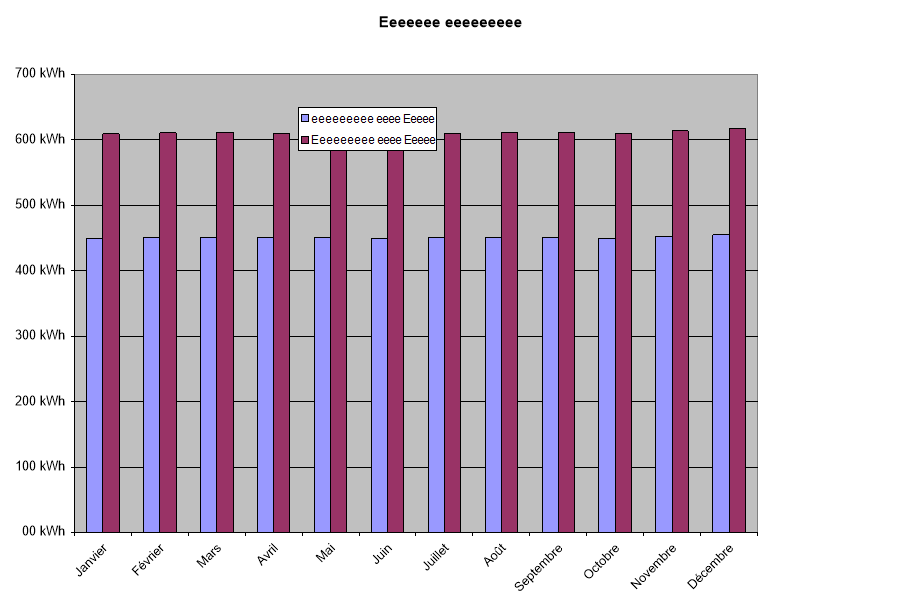 Eeeeeee eeeeeeeee
700 kWh
600 kWh
500 kWh
400 kWh
300 kWh
200 kWh
100 kWh
00 kWh
eeeeeeeee eeee Eeeee
Eeeeeeeee eeee Eeeee
Janvier
Février
Mars
Avril
Mai
Juin
Juillet
Août
Septembre
Octobre
Novembre
Décembre